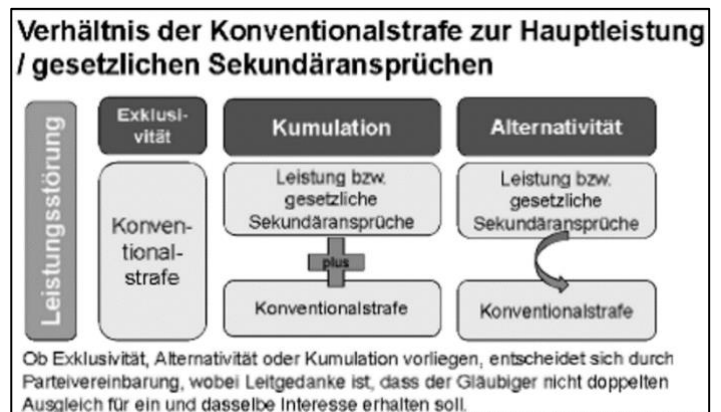 Verhältnis der Konventionalstrafe zur Hauptleistung
/ gesetzlichen Sekundäransprüchen
Leistungsstörung
Exklusi-
vität
Konven-
tional-
strafe
Kumulation
Leistung bzw.
gesetzliche
Sekundäransprüche
plus
Konventionalstrafe
Alternativität
Leistung bzw.
gesetzliche
Sekundäransprüche
Konventionalstrafe
Ob Exklusivität, Alternativität oder Kumulation vorliegen, entscheidet sich durch
Parteivereinbarung, wobei Leitgedanke ist, dass der Gläubiger nicht doppelten
Ausgleich für ein und dasselbe Interesse erhalten soll.